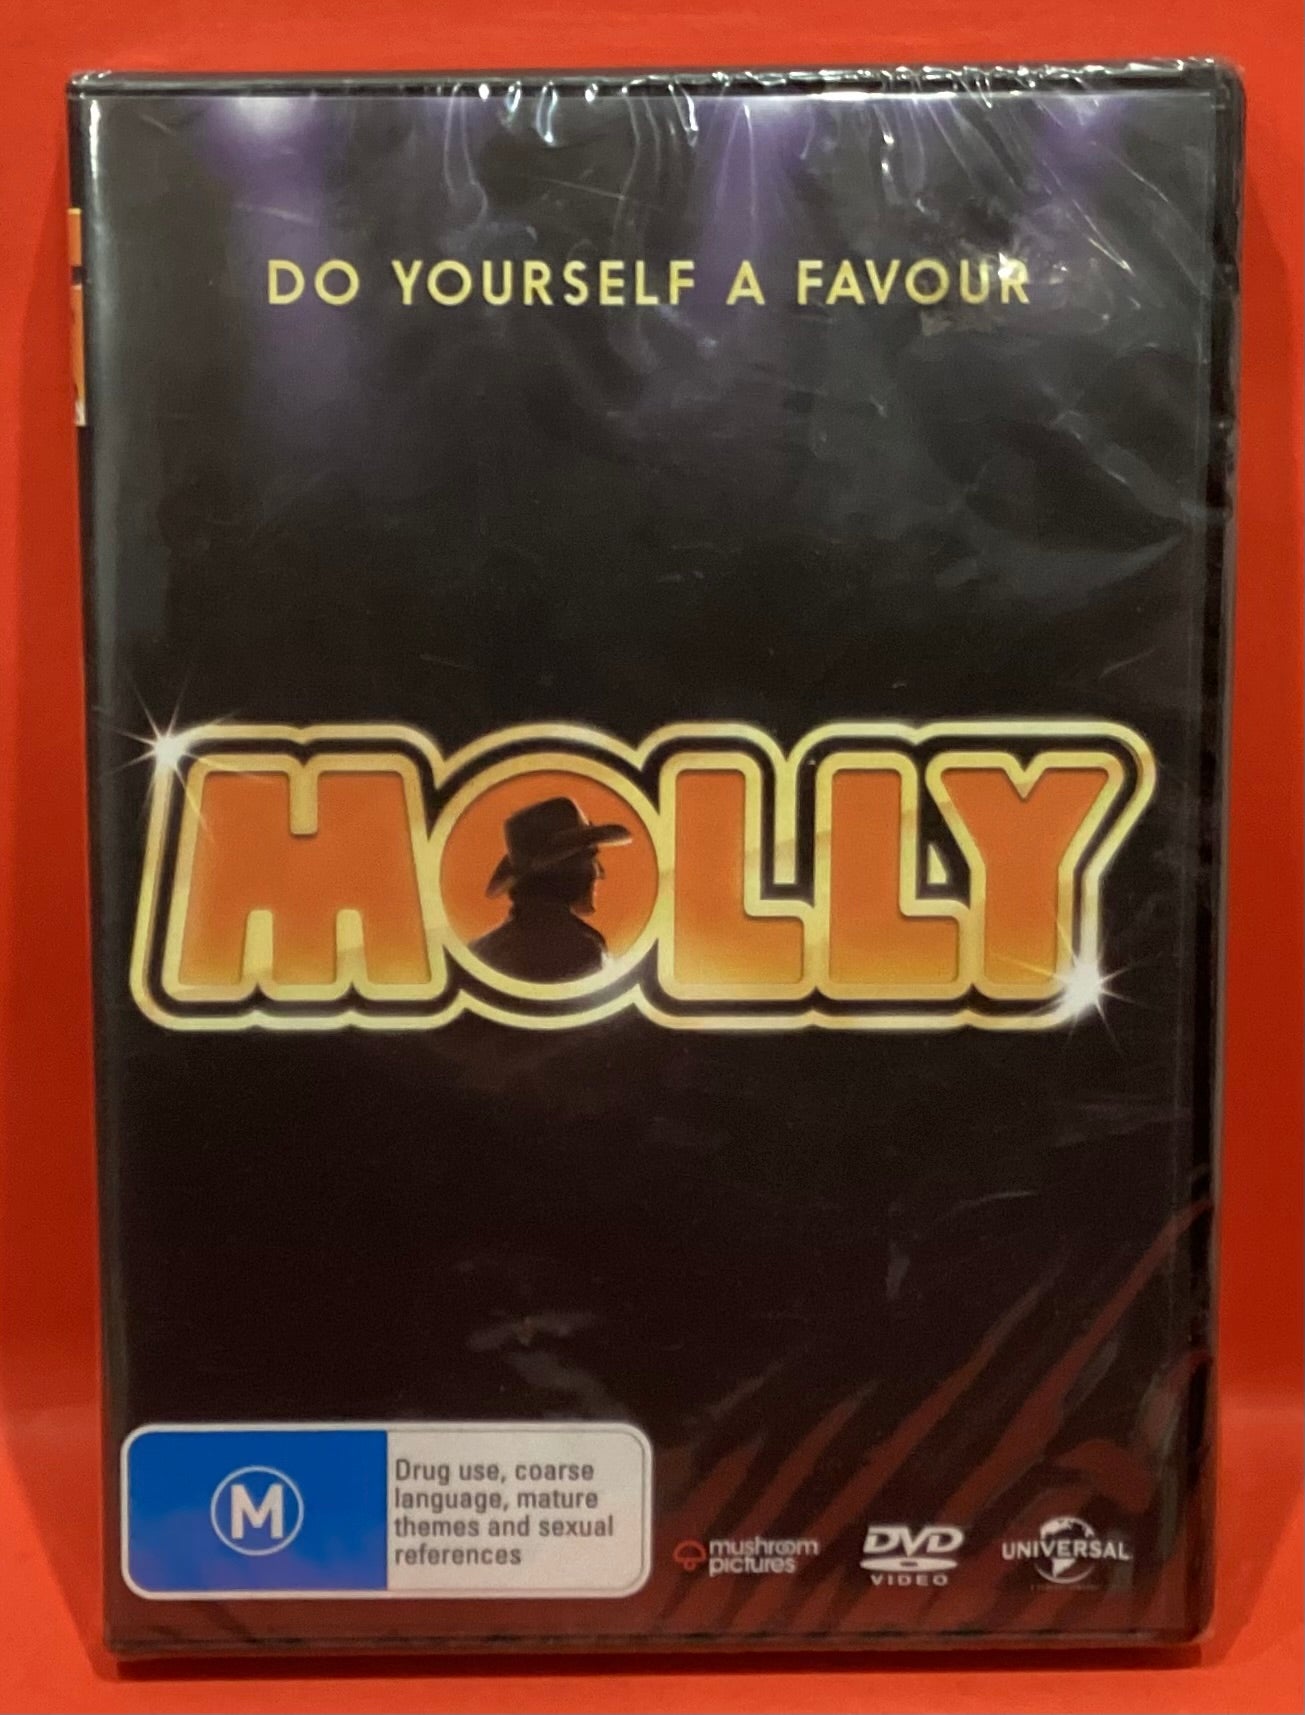 DO YOURSELF A FAVOUR
MOLLY
M
Drug use, coarse
language, mature
themes and sexual
references
mushroom
pictures
DVD
VIDEO
UNIVERSAL